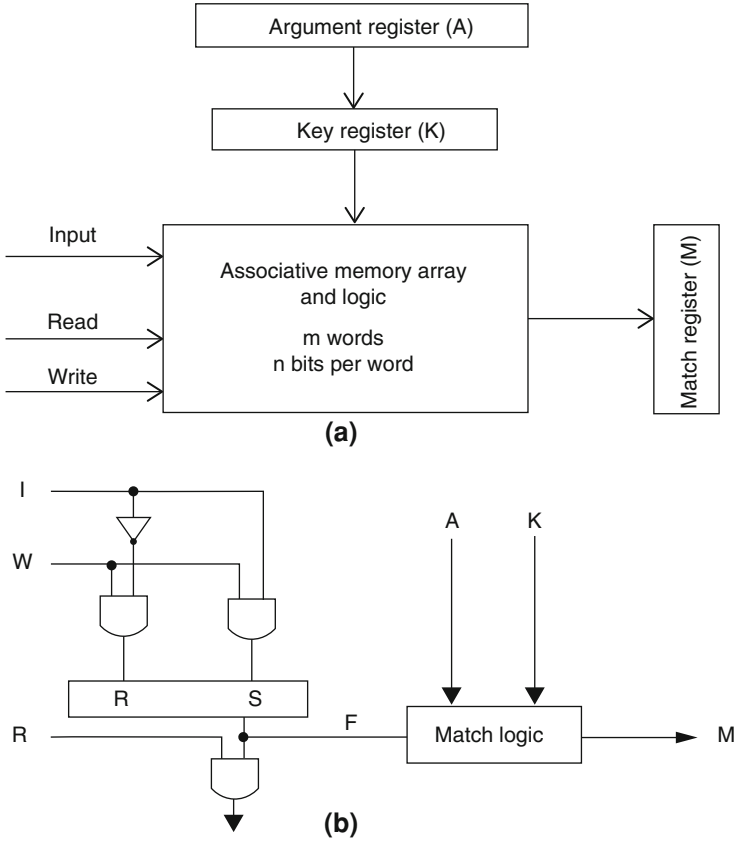 Argument register (A)
Key register (K)
Input
Read
Write
Associative memory array
and logic
m words
n bits per word
Match register (M)
(a)
I
W
A
K
R
S
R
F
Match logic
M
(b)